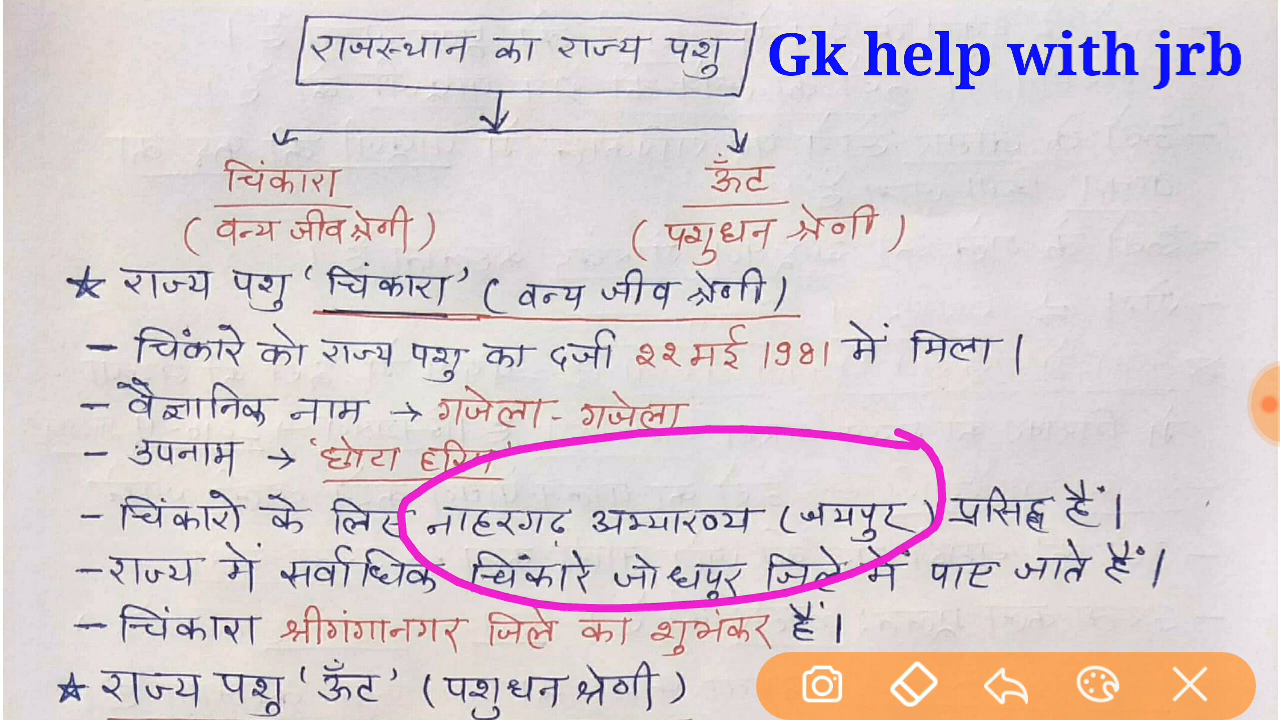 राजस्थान का राज्य पशु
Gk help with jrb
चिंकारा
ऊँट
( वन्य जीव श्रेणी )
( पशुधन श्रेणी )
★ राज्य पशु ‘चिंकारा’ ( वन्य जीव श्रेणी )
– चिंकारे को राज्य पशु का दर्जा २२ मई 1981 में मिला |
– वैज्ञानिक नाम → गजेला - गजेला
– उपनाम → ‘छोटा हरिण’
– चिंकारो के लिए नाहरगढ अभ्यारण्य (जयपुर) प्रसिद्ध हैं |
– राज्य में सर्वाधिक चिंकारे जोधपुर जिले में पाए जाते हैं |
– चिंकारा श्रीगंगानगर जिले का शुभंकर हैं |
★ राज्य पशु ‘ऊँट’ ( पशुधन श्रेणी )